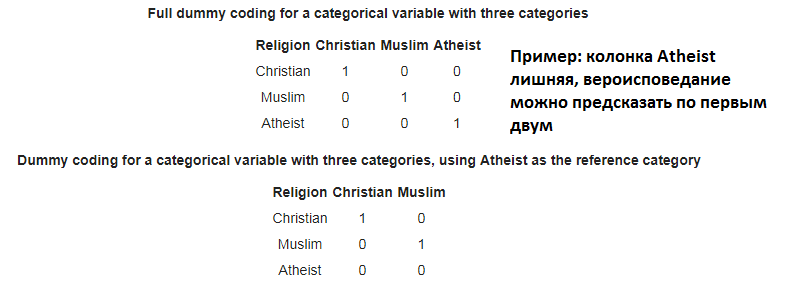 Full dummy coding for a categorical variable with three categories
Religion Christian Muslim Atheist
Christian 1 0 0
Muslim 0 1 0
Atheist 0 0 1
Пример: колонка Atheist
лишняя, вероисповедание
можно предсказать по первым
двум
Dummy coding for a categorical variable with three categories, using Atheist as the reference category
Religion Christian Muslim
Christian 1 0
Muslim 0 1
Atheist 0 0